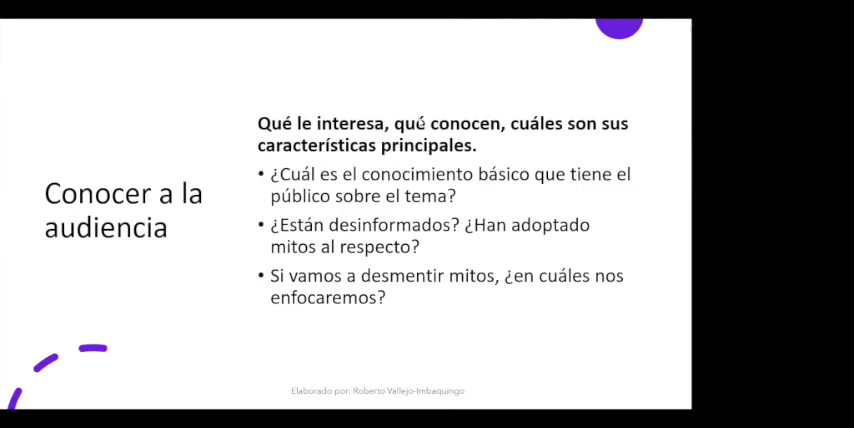 Conocer a la
audiencia
Qué le interesa, qué conocen, cuáles son sus
características principales.
• ¿Cuál es el conocimiento básico que tiene el
público sobre el tema?
• ¿Están desinformados? ¿Han adoptado
mitos al respecto?
• Si vamos a desmentir mitos, ¿en cuáles nos
enfocaremos?
Elaborado por: Roberto Vallejo-Imbaquingo